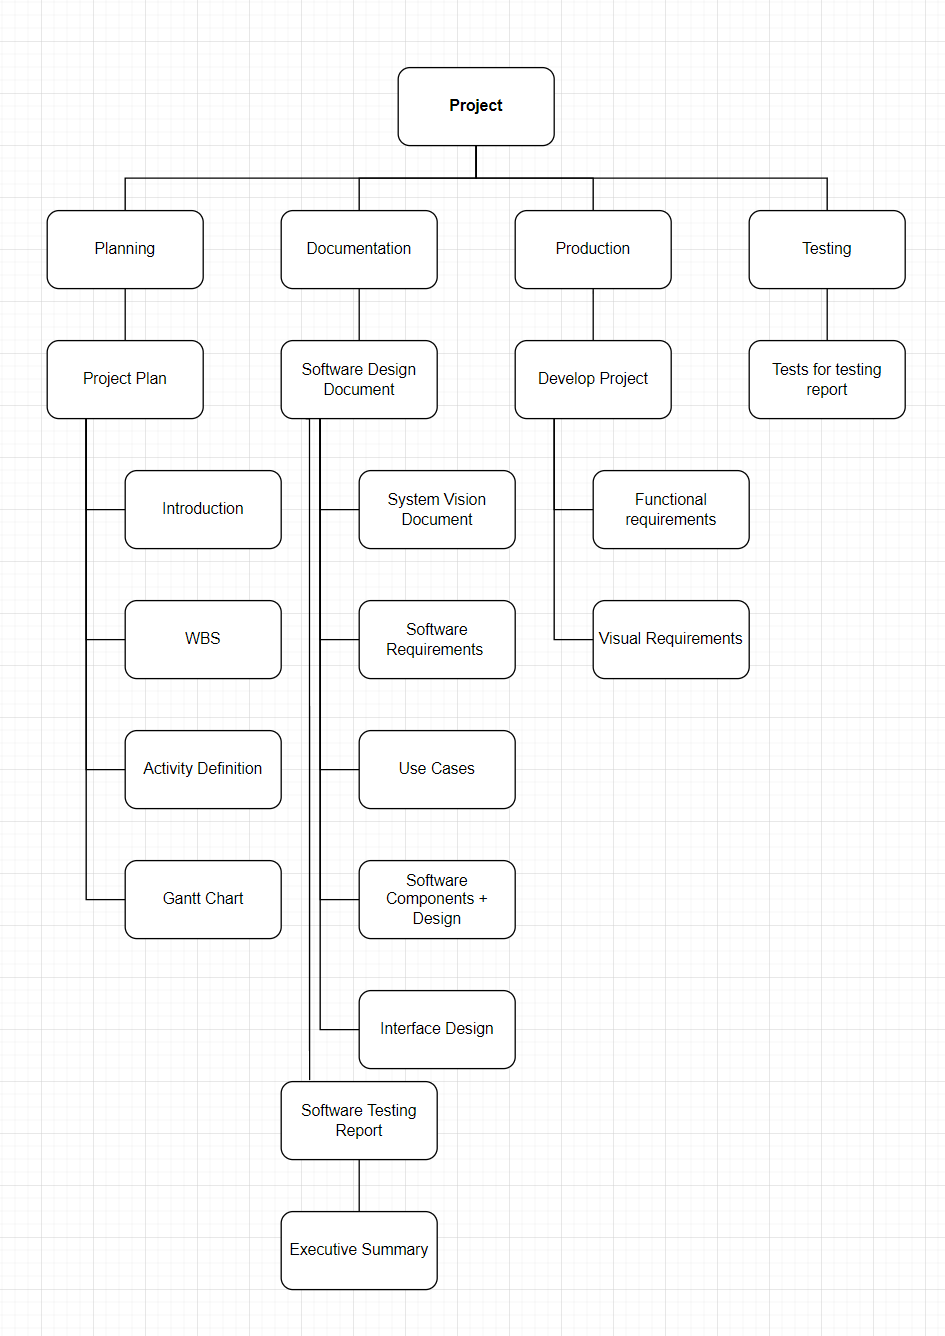 Project
Planning
Documentation
Production
Testing
Project Plan
Software Design
Document
Develop Project
Tests for testing
report
Introduction
System Vision
Document
Functional
requirements
WBS
Software
Requirements
Visual Requirements
Activity Definition
Use Cases
Gantt Chart
Software
Components +
Design
Interface Design
Software Testing
Report
Executive Summary